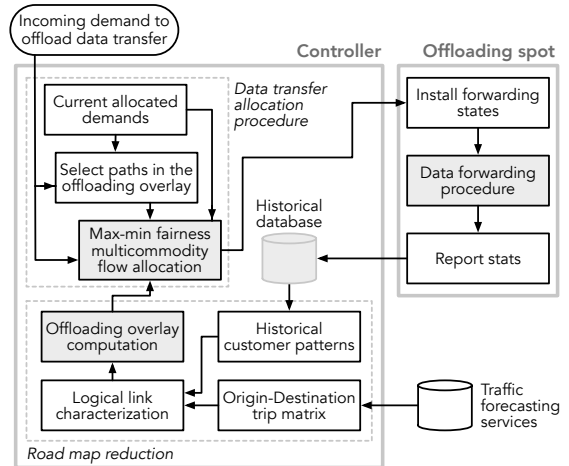 Incoming demand to
offload data transfer
Controller
Offloading spot
Current allocated
demands
Data transfer
allocation
procedure
Install forwarding
states
Select paths in the
offloading overlay
Data forwarding
procedure
Max-min fairness
multicommodity
flow allocation
Historical
database
Report stats
Offloading overlay
computation
Historical
customer patterns
Logical link
characterization
Origin-Destination
trip matrix
Traffic
forecasting
services
Road map reduction